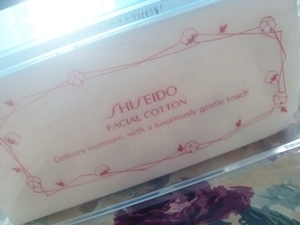 SHISEIDO
FACIAL COTTON
Delivers moisture, with a luxuriously gentle touch